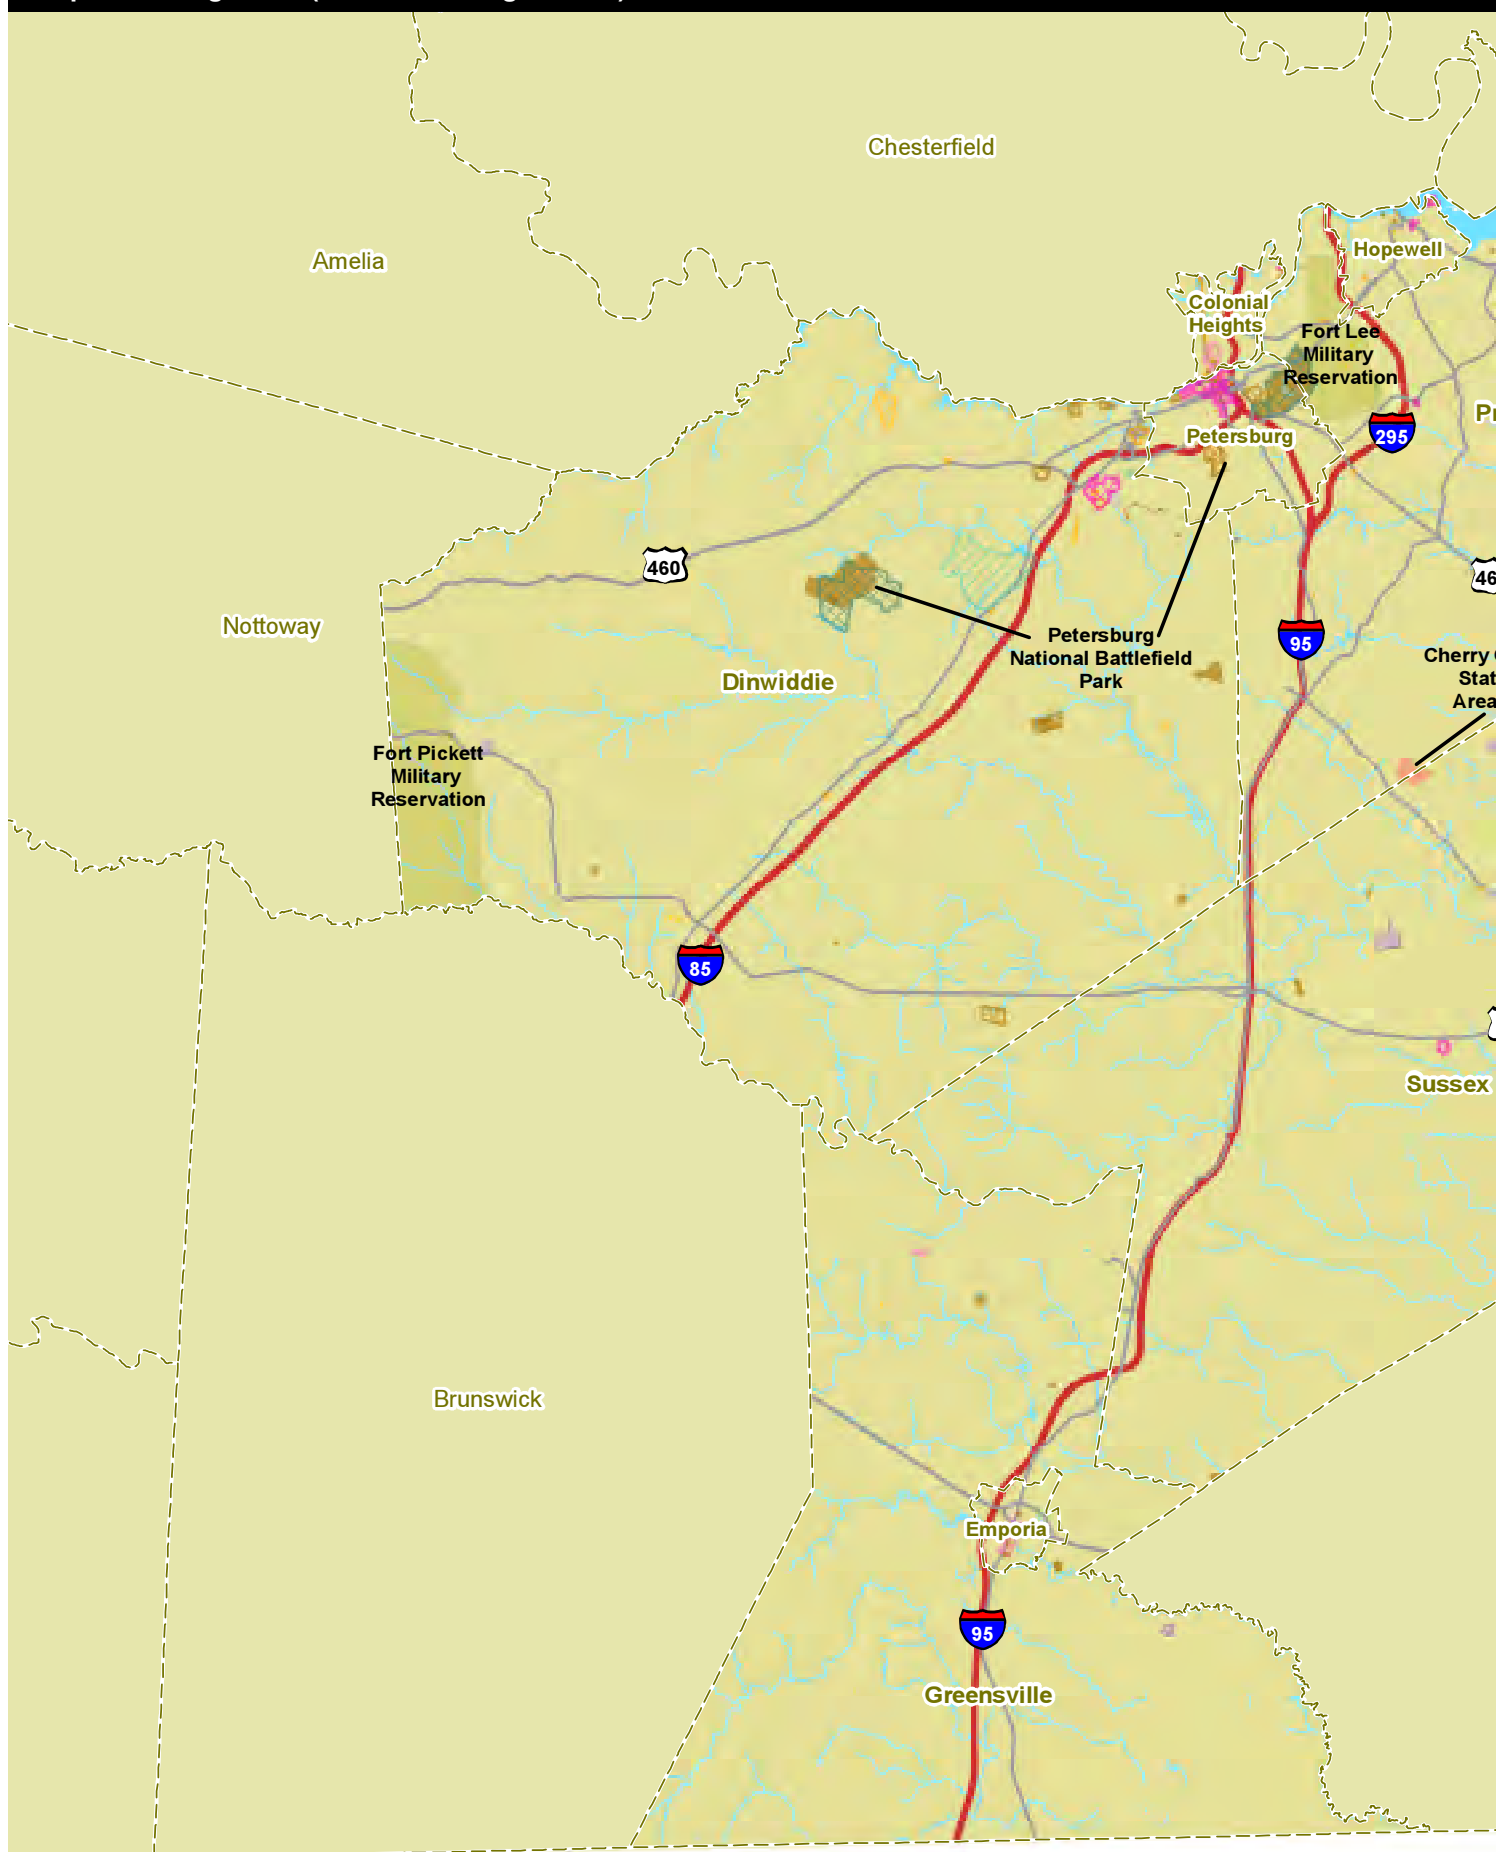 Chesterfield
Amelia
Hopewell
Colonial
Heights
Fort Lee
Military
Reservation
Petersburg
295
460
Nottoway
95
Petersburg
National Battlefield
Park
Cherry
Dinwiddie
Fort Pickett
Military
Reservation
85
Sussex
Brunswick
Emporia
95
Greensville